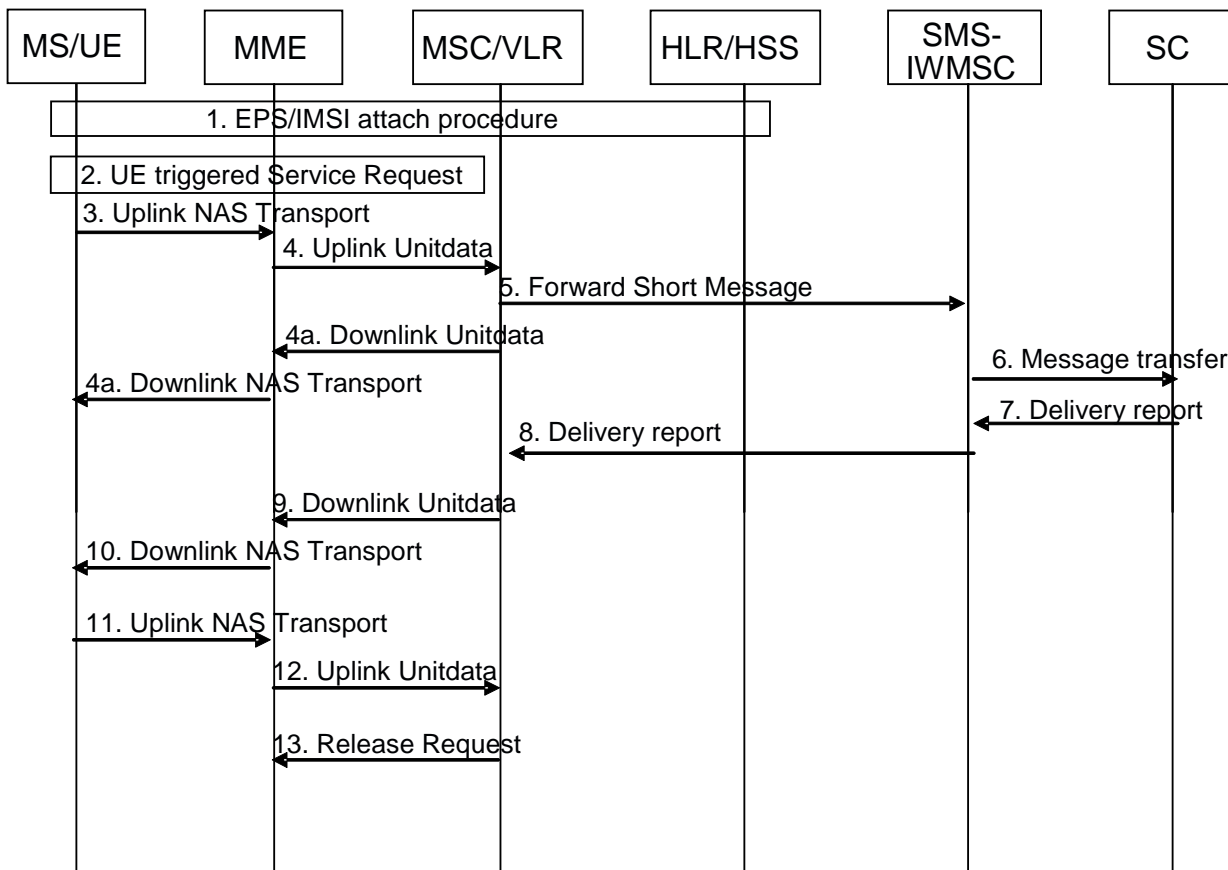 MS/UE
MME
MSC/VLR
HLR/HSS
SMS-
IWMSC
SC
1. EPS/IMSI attach procedure
2. UE triggered Service Request
3. Uplink NAS Transport
4. Uplink Unitdata
5. Forward Short Message
4a. Downlink Unitdata
6. Message transfer
4a. Downlink NAS Transport
7. Delivery report
8. Delivery report
9. Downlink Unitdata
10. Downlink NAS Transport
11. Uplink NAS Transport
12. Uplink Unitdata
13. Release Request